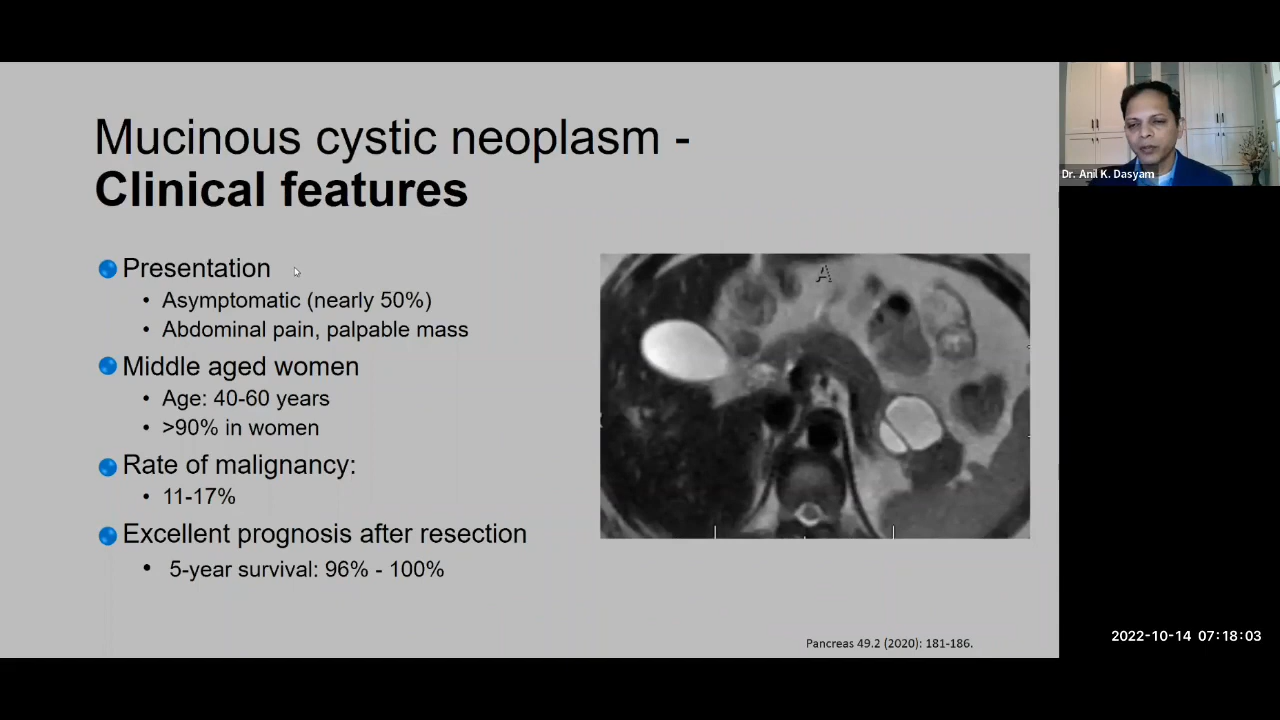 Mucinous cystic neoplasm -
Clinical features
Presentation
• Asymptomatic (nearly 50%)
• Abdominal pain, palpable mass
Middle aged women
• Age: 40-60 years
• >90% in women
Rate of malignancy:
• 11-17%
Excellent prognosis after resection
• 5-year survival: 96% - 100%
A
Pancreas 49.2 (2020): 181-186.
Dr. Anil K. Dasyam
2022-10-14 07:18:03